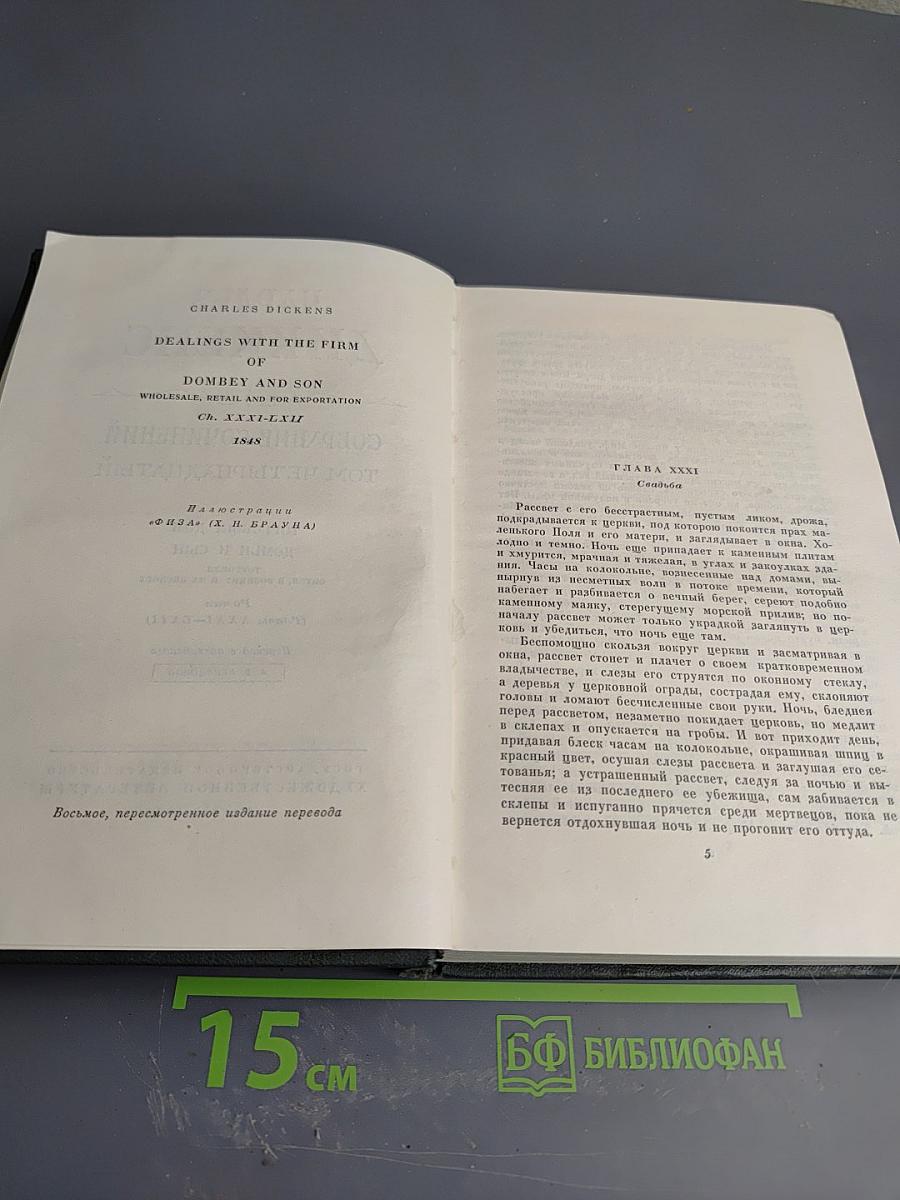 CHARLES DICKENS
DEALINGS WITH THE FIRM
OF
DOMBEY AND SON
WHOLESALE, RETAIL AND FOR EXPORTATION
Ch. XXXI-LXII
1848
Иллюстрации
«ФИЗА» (Х. Н. БРАУНА)
Восьмое, пересмотренное издание перевода
ГЛАВА XXXI
Свадьба
Рассвет с его бесстрастным, пустым ликом, дрожа,
подкрадывается к церкви, под которою покоится прах ма-
ленького Поля и его матери, и заглядывает в окна. Хо-
лодно и темно. Ночь еще припадает к каменным плитам
и хмурится, мрачная и тяжелая, в углах и закоулках зда-
ния. Часы на колокольне, вознесенные над домами, вы-
нырнув из несметных волн в потоке времени, который
набегает и разбивается о вечный берег, сереют подобно
каменному маяку, стерегущему морской прилив; но по-
началу рассвет может только украдкой заглянуть в цер-
ковь и убедиться, что ночь еще там.
Беспомощно скользя вокруг церкви и засматривая в
окна, рассвет стонет и плачет о своем кратковременном
владычестве, и слезы его струятся по оконному стеклу,
а деревья у церковной ограды, сострадая ему, склоняют
головы и ломают бесчисленные свои руки. Ночь, бледнея
перед рассветом, незаметно покидает церковь, но медлит
в склепах и опускается на гробы. И вот приходит день,
придавая блеск часам на колокольне, окрашивая шпиц в
красный цвет, осушая слезы рассвета и заглушая его се-
тованья; а устрашенный рассвет, следуя за ночью и вы-
тесняя ее из последнего ее убежища, сам забивается в
склепы и испуганно прячется среди мертвецов, пока не
вернется отдохнувшая ночь и не прогонит его оттуда.
5
15 см
БФ БИБЛИОФАН